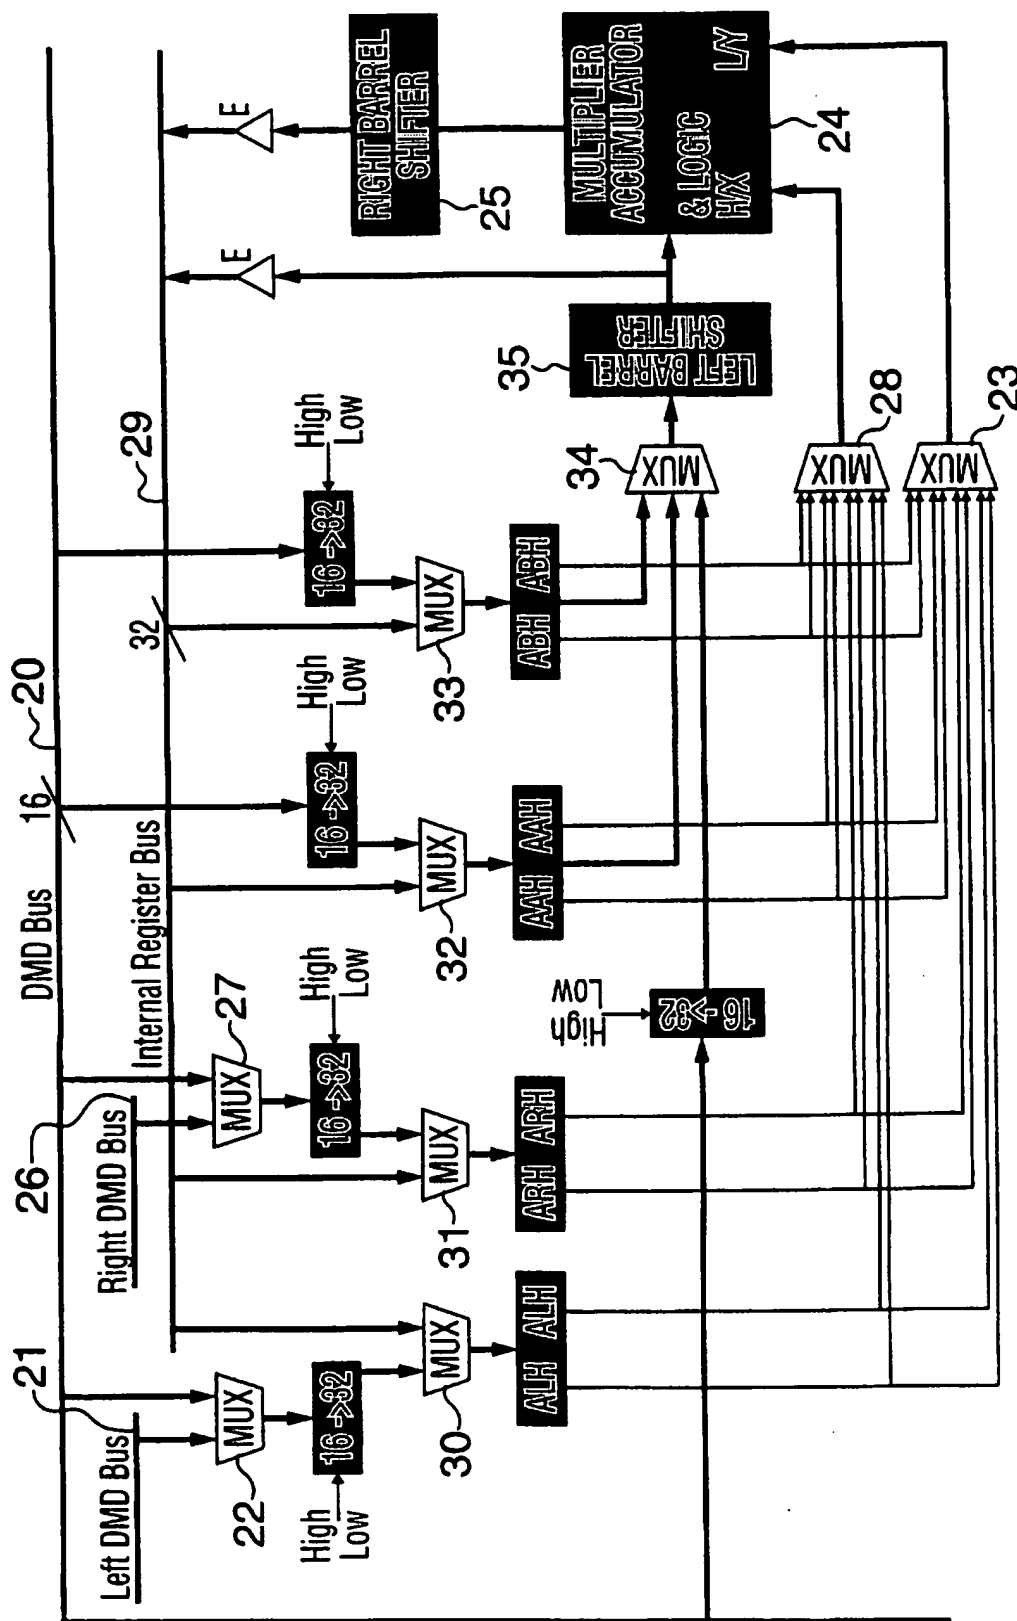 DMD Bus
16
20
26
21
29
Left DMD Bus
Right DMD Bus
Internal Register Bus
32
E
E
22
MUX
27
MUX
High
Low
16->32
16->32
High
Low
16->32
High
Low
16->32
High
Low
30
MUX
31
MUX
32
MUX
33
MUX
ALH ALH
ARH ARH
AAH AAH
ABH ABH
High
Low
16->32
34
MUX
35
LEFT BARREL
SHIFTER
RIGHT BARREL
SHIFTER
25
MULTIPLIER
ACCUMULATOR
& LOGIC
H/X
L/Y
24
28
MUX
23
MUX